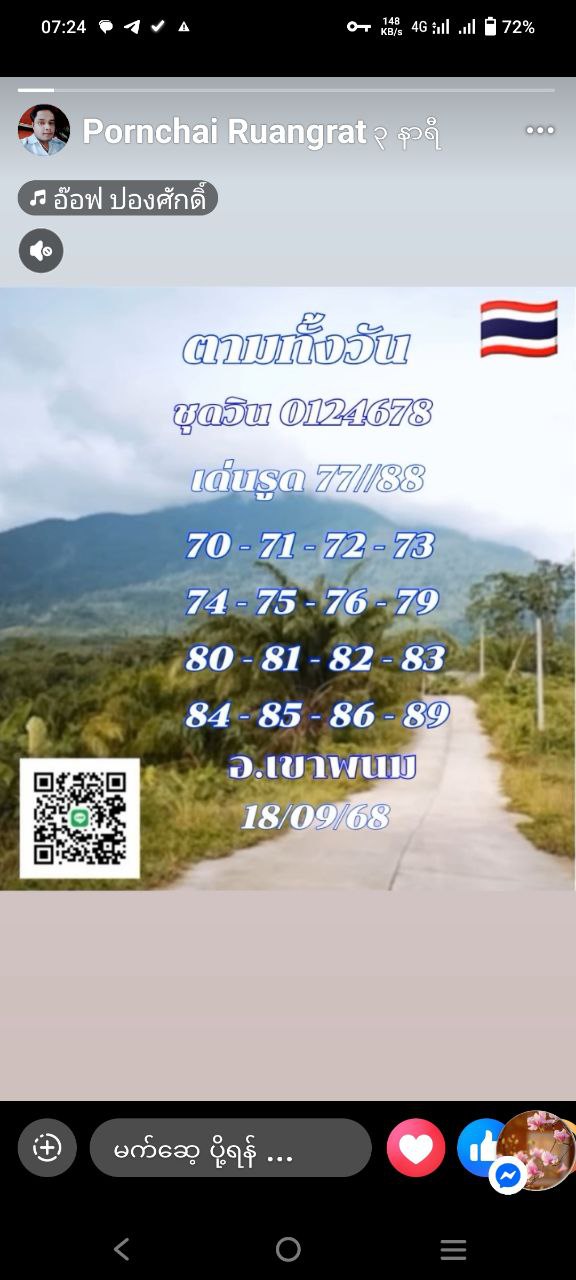 07:24 148 KB/s 4G 72%
Pornchai Ruangrat ၃ နာရီ
อ๊อฟ ปองศักดิ์
ตามทั้งวัน
ชุดวิน 0124678
เด่นรูด 77//88
70 - 71 - 72 - 73
74 - 75 - 76 - 79
80 - 81 - 82 - 83
84 - 85 - 86 - 89
อ.เขาพนม
18/09/68
မက်ဆေ့ ပို့ရန် ...